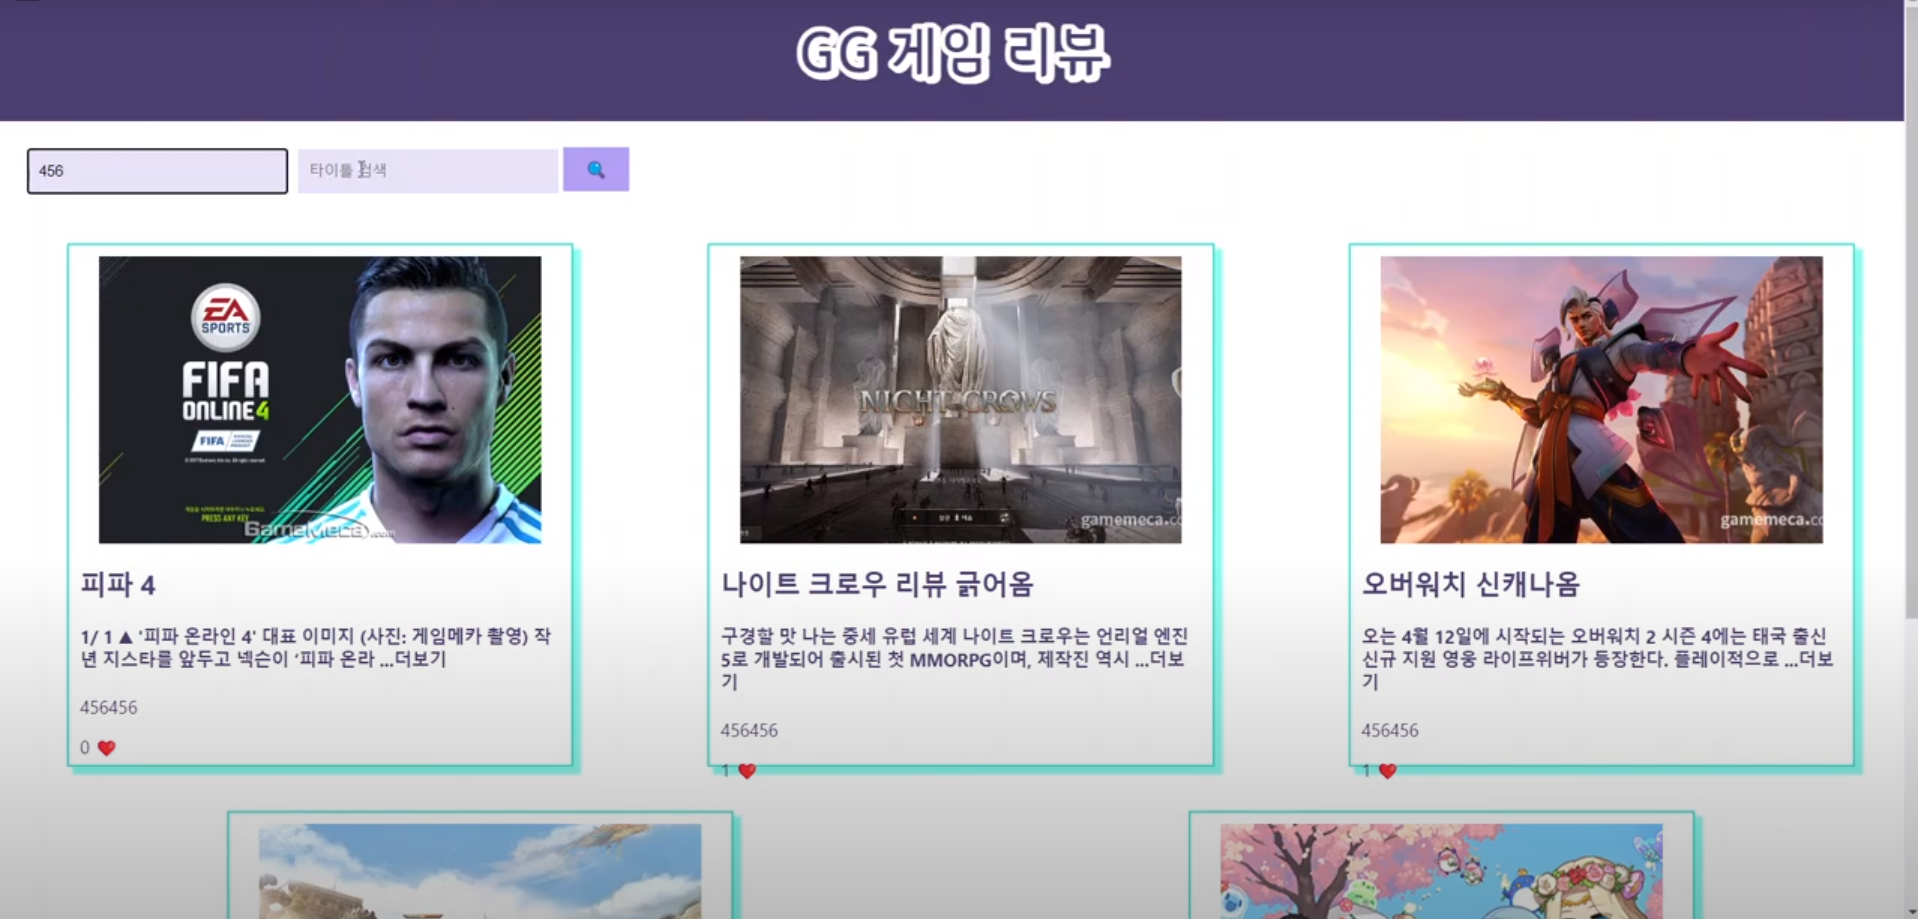 GG 게임 리뷰
456
타이틀 검색
EA
SPORTS
FIFA
ONLINE 4
FIFA
PRESS ANY KEY
GameMeca.com
NIGHT CROWS
gamemeca.co
gamemeca.co
피파 4
1/ 1 ▲ '피파 온라인 4' 대표 이미지 (사진: 게임메카 촬영) 작
년 지스타를 앞두고 넥슨이 ‘피파 온라 ...더보기
456456
0 ❤
나이트 크로우 리뷰 긁어옴
구경할 맛 나는 중세 유럽 세계 나이트 크로우는 언리얼 엔진
5로 개발되어 출시된 첫 MMORPG이며, 제작진 역시 ...더보
기
456456
1 ❤
오버워치 신캐나옴
오는 4월 12일에 시작되는 오버워치 2 시즌 4에는 태국 출신
신규 지원 영웅 라이프위버가 등장한다. 플레이적으로 ...더보
기
456456
1 ❤